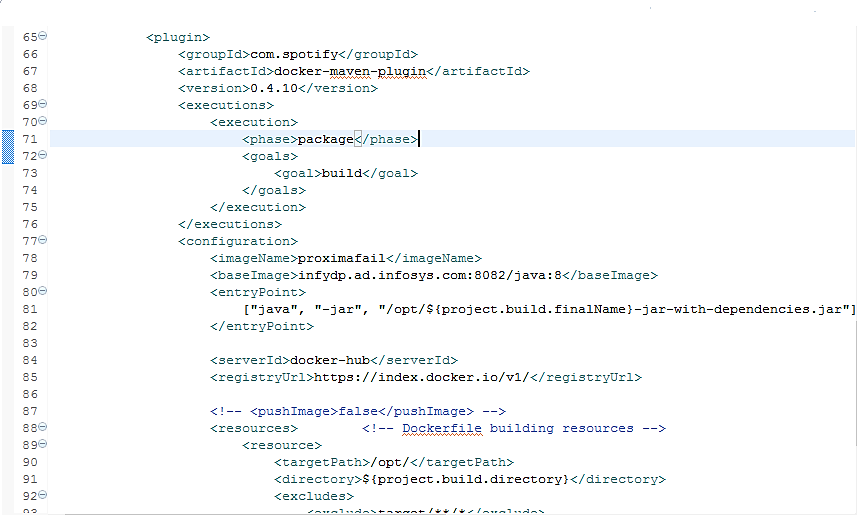 65 <plugin>
66 <groupId>com.spotify</groupId>
67 <artifactId>docker-maven-plugin</artifactId>
68 <version>0.4.10</version>
69 <executions>
70 <execution>
71 <phase>package</phase>
72 <goals>
73 <goal>build</goal>
74 </goals>
75 </execution>
76 </executions>
77 <configuration>
78 <imageName>proximafail</imageName>
79 <baseImage>infydp.ad.infosys.com:8082/java:8</baseImage>
80 <entryPoint>
81 ["java", "-jar", "/opt/${project.build.finalName}-jar-with-dependencies.jar"]
82 </entryPoint>
83
84 <serverId>docker-hub</serverId>
85 <registryUrl>https://index.docker.io/v1/</registryUrl>
86
87 <!-- <pushImage>false</pushImage> -->
88 <resources> <!-- Dockerfile building resources -->
89 <resource>
90 <targetPath>/opt/</targetPath>
91 <directory>${project.build.directory}</directory>
92 <excludes>
93 <exclude>target/**/*</exclude>